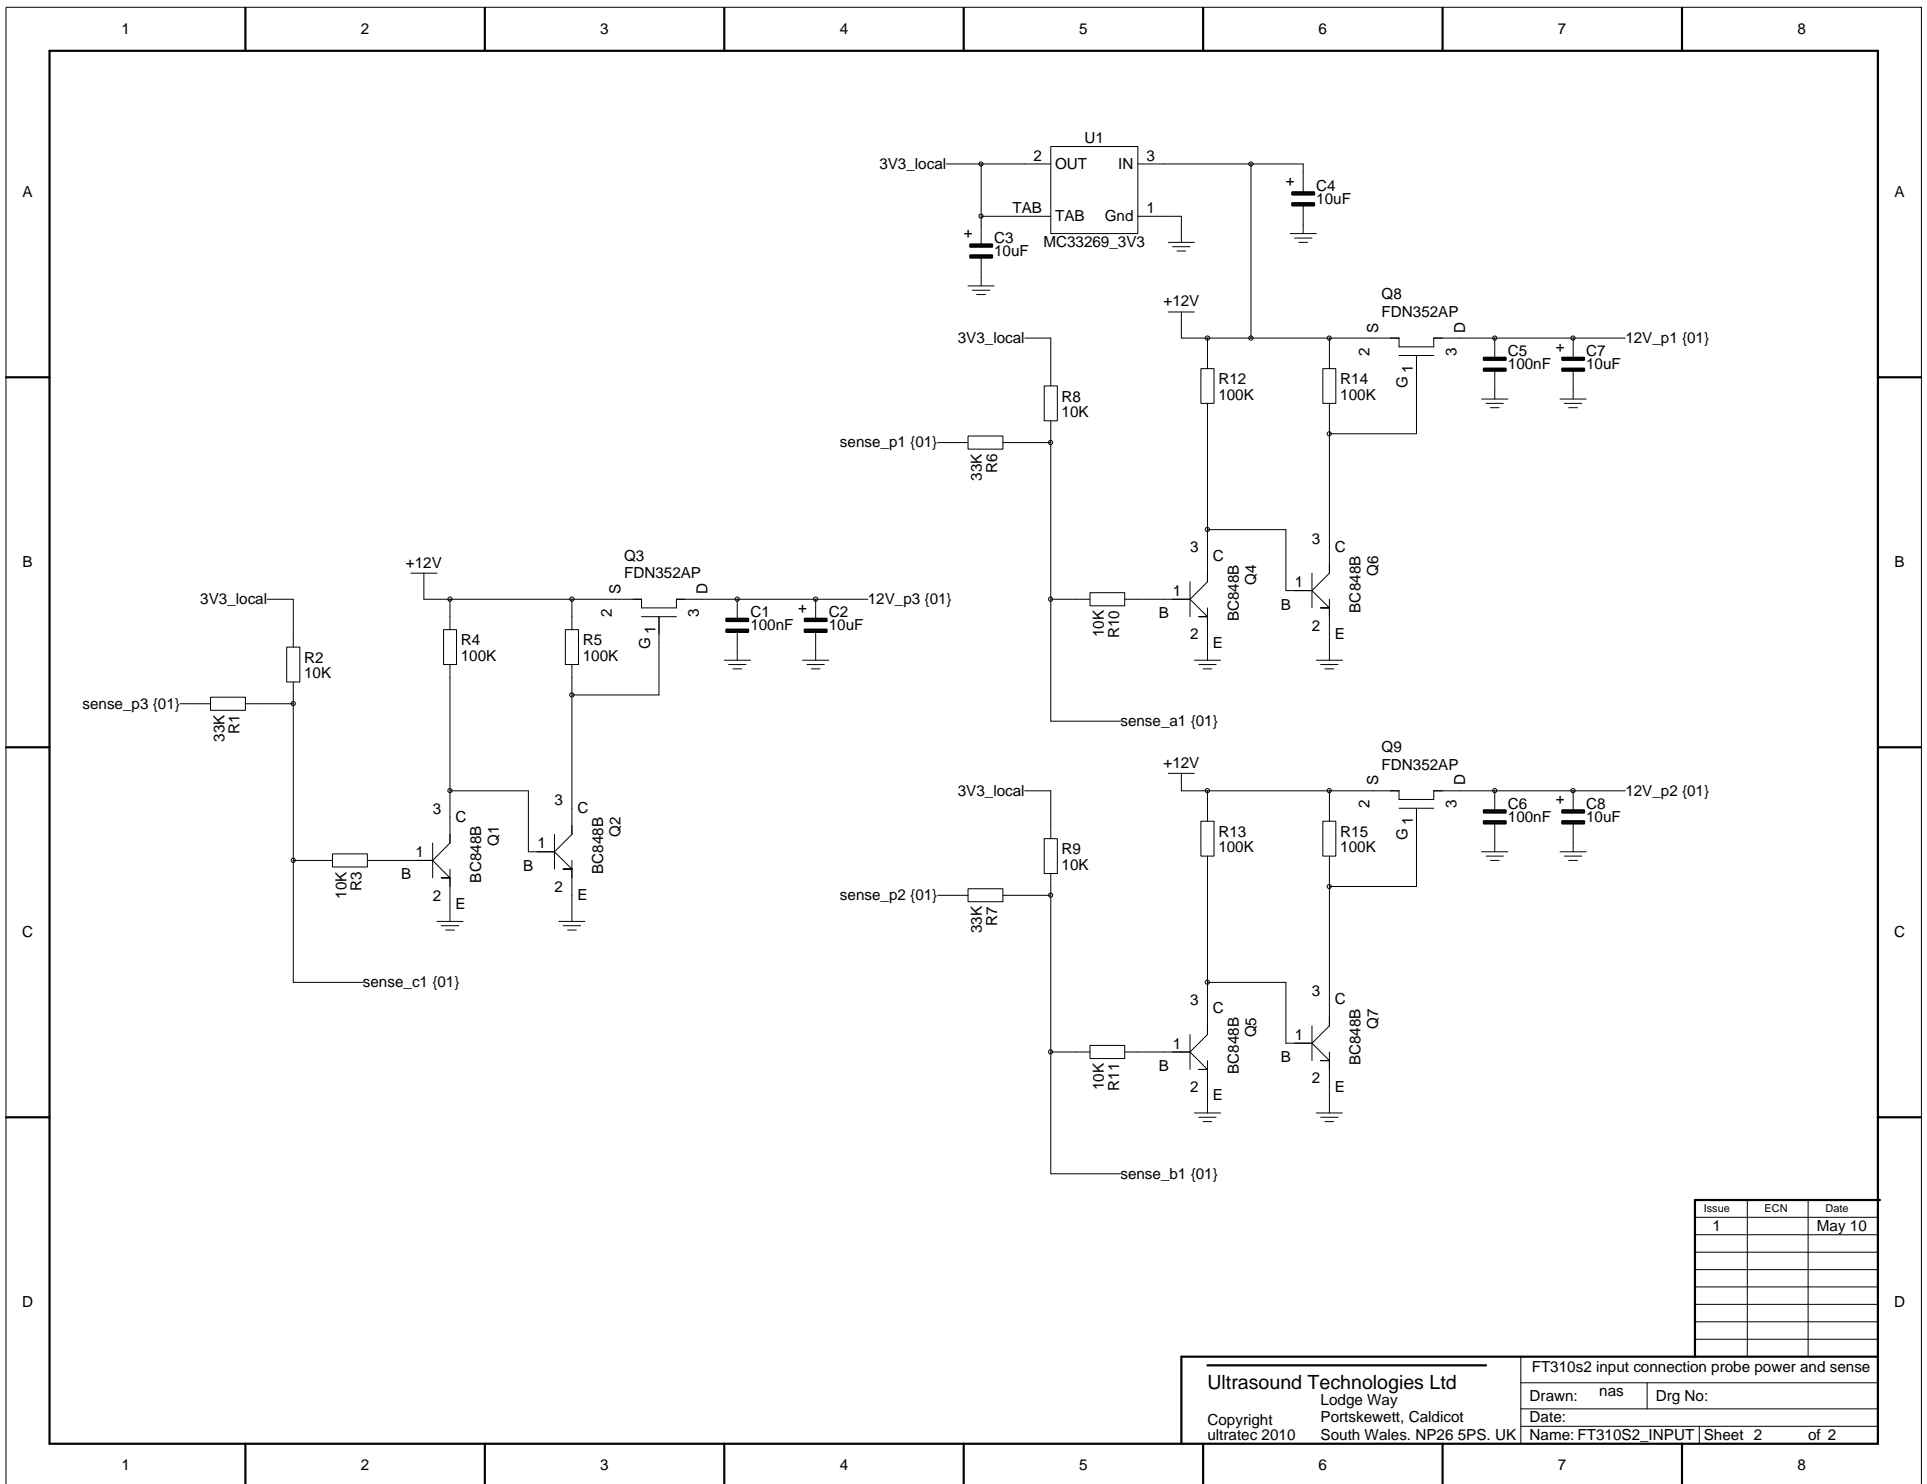 1 2 3 4 5 6 7 8
A
A
U1
3V3_local
2
OUT
IN
3
TAB
TAB
Gnd
1
MC33269_3V3
+
C3
10uF
+
C4
10uF
+12V
Q8
FDN352AP
3V3_local
S
2
D
3
G
1
12V_p1 {01}
C5
100nF
+
C7
10uF
R12
100K
R14
100K
R8
10K
sense_p1 {01}
33K
R6
B
B
3
C
1
B
2
E
BC848B
Q4
3
C
1
B
2
E
BC848B
Q6
10K
R10
sense_a1 {01}
+12V
Q3
FDN352AP
3V3_local
S
2
D
3
G
1
12V_p3 {01}
C1
100nF
+
C2
10uF
R4
100K
R5
100K
R2
10K
sense_p3 {01}
33K
R1
3
C
1
B
2
E
BC848B
Q1
3
C
1
B
2
E
BC848B
Q2
10K
R3
sense_c1 {01}
+12V
Q9
FDN352AP
3V3_local
S
2
D
3
G
1
12V_p2 {01}
C6
100nF
+
C8
10uF
R13
100K
R15
100K
R9
10K
sense_p2 {01}
33K
R7
C
C
3
C
1
B
2
E
BC848B
Q5
3
C
1
B
2
E
BC848B
Q7
10K
R11
sense_b1 {01}
D
D
Issue ECN Date
1 May 10
Ultrasound Technologies Ltd
Lodge Way
Copyright Portskewett, Caldicot
ultratec 2010 South Wales. NP26 5PS. UK
FT310s2 input connection probe power and sense
Drawn: nas Drg No:
Date:
Name: FT310S2_INPUT Sheet 2 of 2
1 2 3 4 5 6 7 8